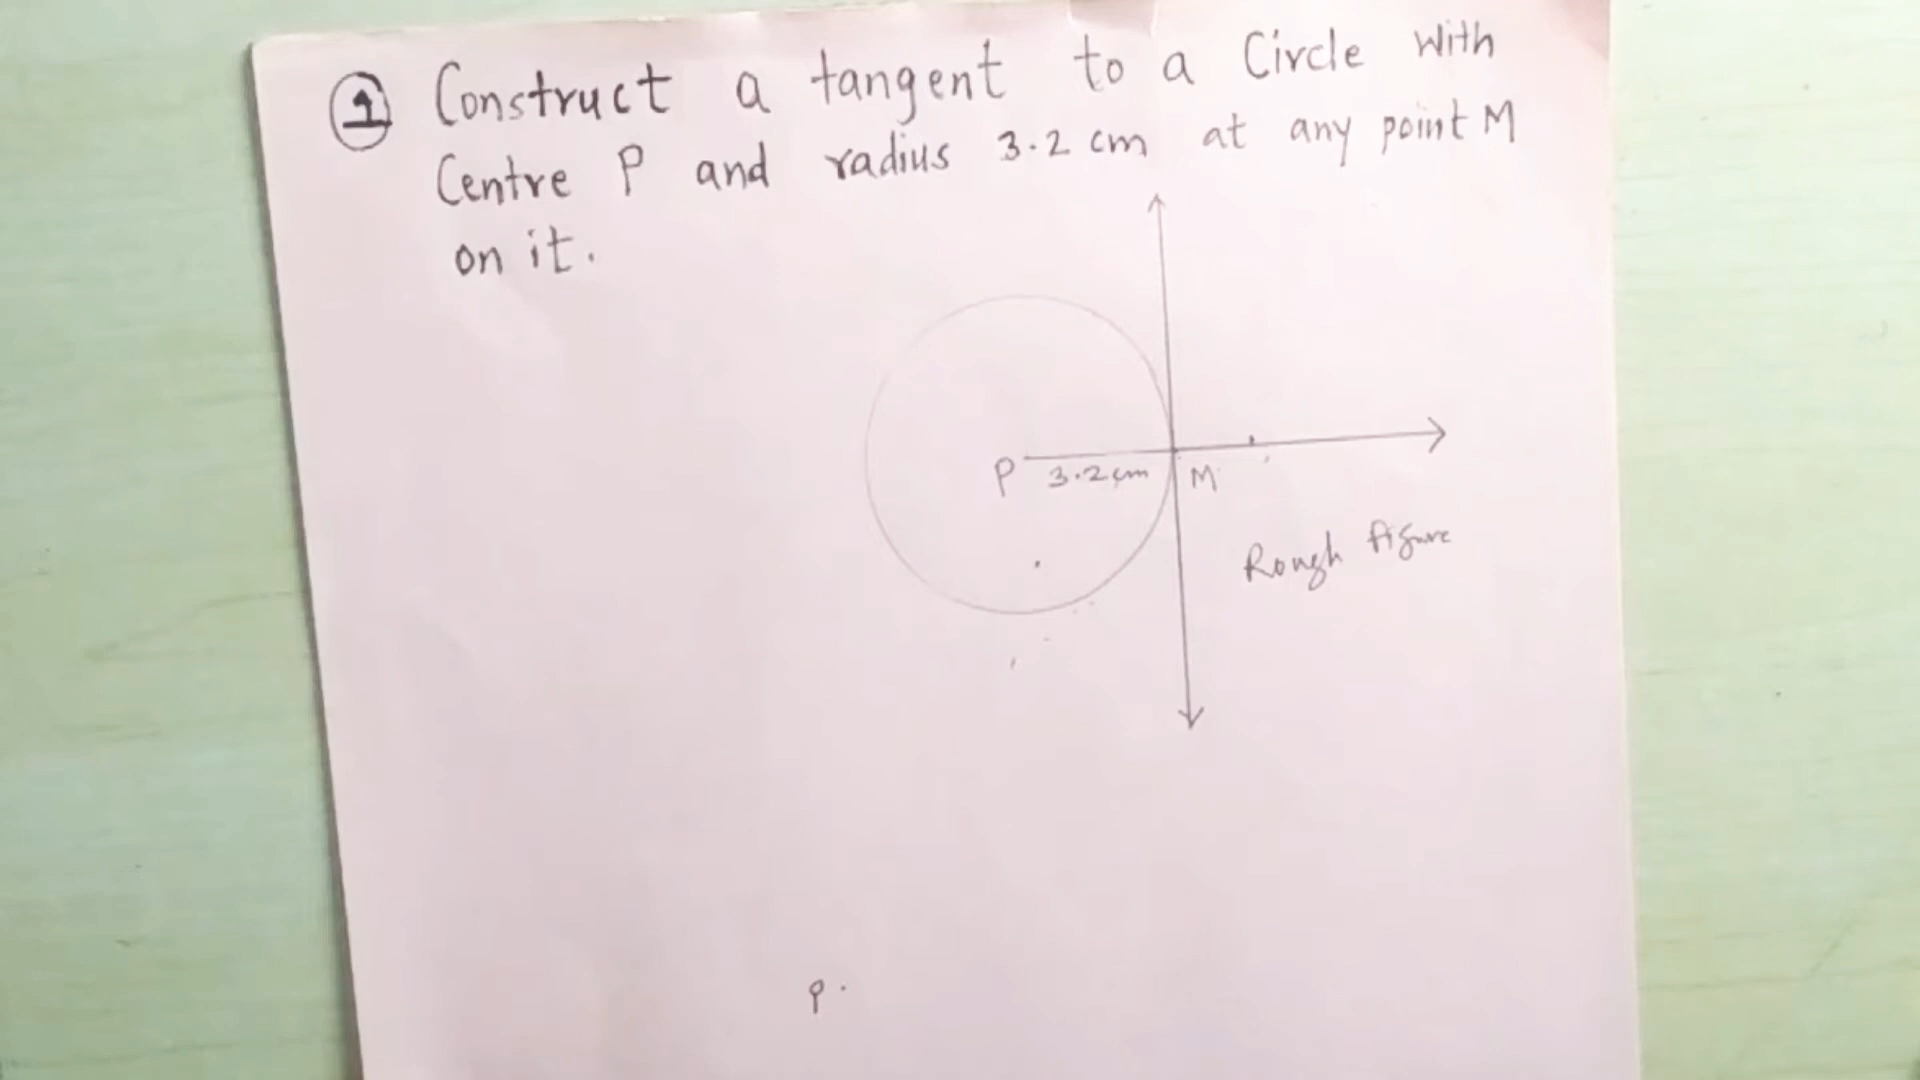 1 Construct a tangent to a Circle With
Centre P and radius 3.2 cm at any point M
on it.
P 3.2cm M
Rough figure
P